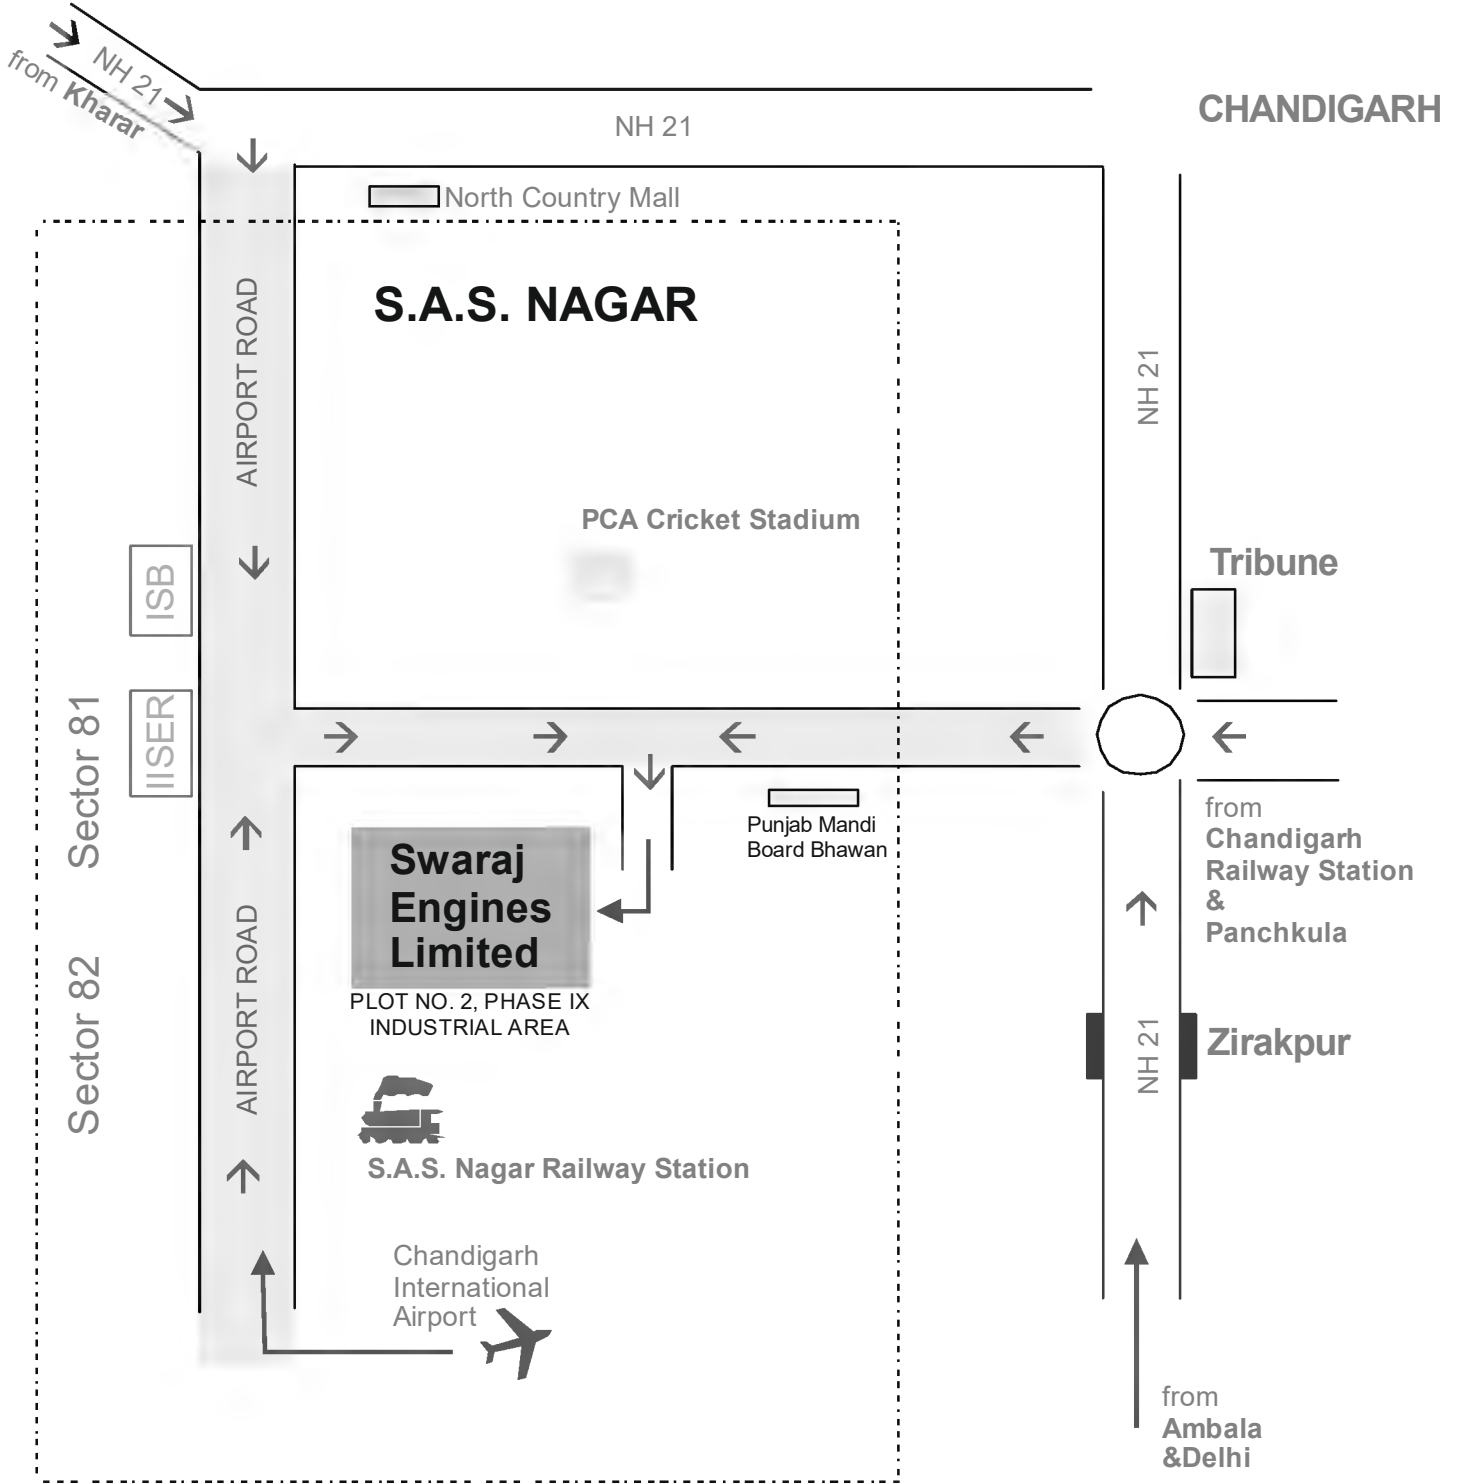 NH 21
from Kharar
NH 21
CHANDIGARH
North Country Mall
S.A.S. NAGAR
AIRPORT ROAD
NH 21
PCA Cricket Stadium
Tribune
ISB
IISER
Sector 81
from
Chandigarh
Railway Station
&
Panchkula
Punjab Mandi
Board Bhawan
Swaraj
Engines
Limited
PLOT NO. 2, PHASE IX
INDUSTRIAL AREA
AIRPORT ROAD
Sector 82
NH 21
Zirakpur
S.A.S. Nagar Railway Station
Chandigarh
International
Airport
from
Ambala
&Delhi